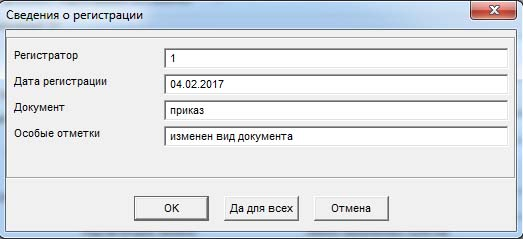 Сведения о регистрации
Регистратор 1
Дата регистрации 04.02.2017
Документ приказ
Особые отметки изменен вид документа
OK Да для всех Отмена